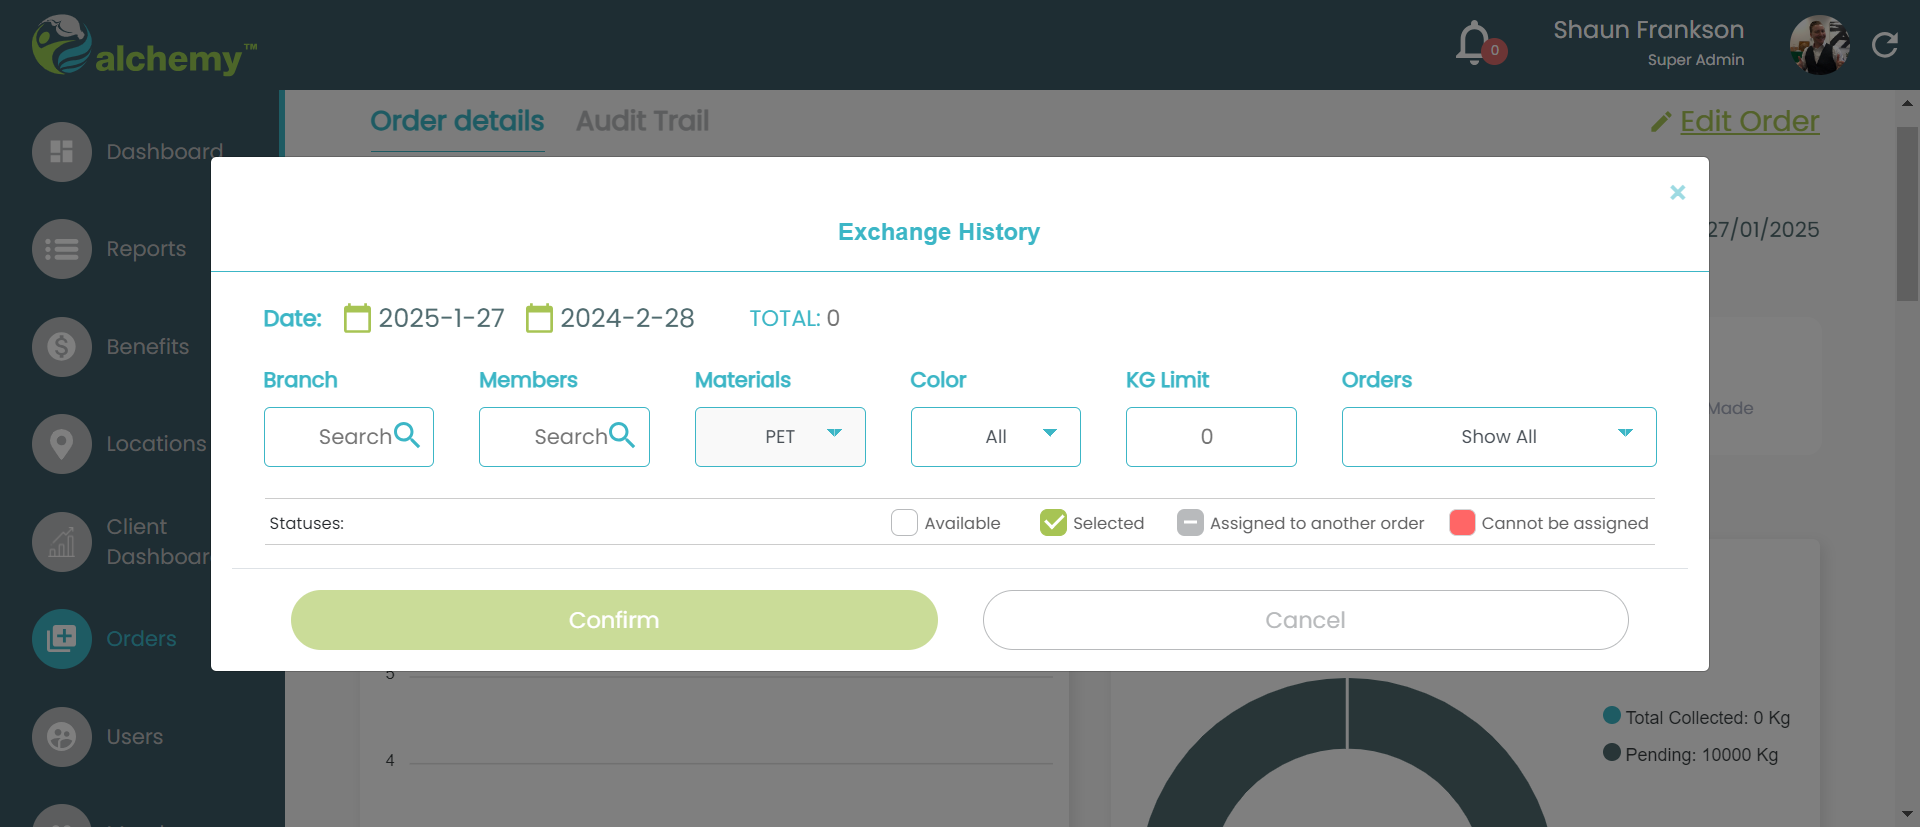 alchemy™
0
Shaun Frankson
Super Admin
Order details
Audit Trail
Edit Order
Dashboard
Reports
Benefits
Locations
Client
Dashboar
Orders
Users
27/01/2025
Made
×
Exchange History
Date: 2025-1-27 2024-2-28 TOTAL: 0
Branch Members Materials Color KG Limit Orders
Search Search PET All 0 Show All
Statuses: Available Selected Assigned to another order Cannot be assigned
Confirm Cancel
5
4
Total Collected: 0 Kg
Pending: 10000 Kg